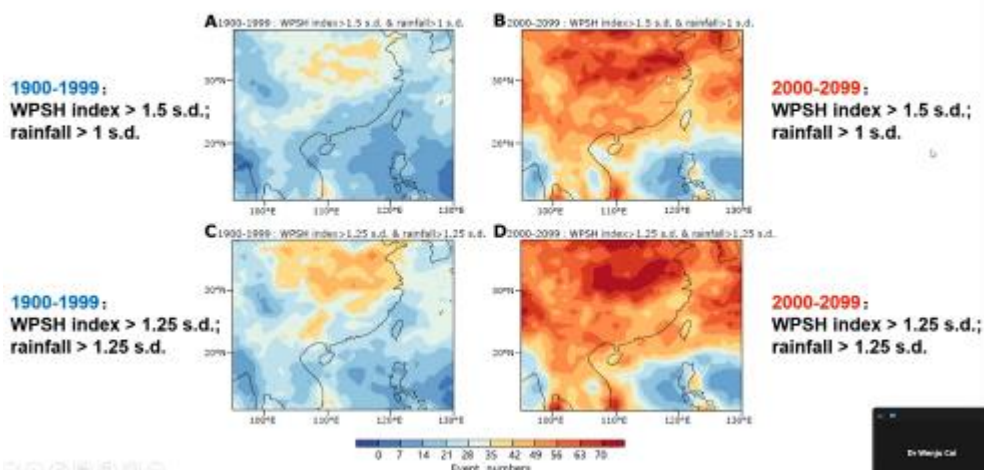 A 1900-1999 : WPSH index>1.5 s.d. & rainfall>1 s.d.
B 2000-2099 : WPSH index>1.5 s.d. & rainfall>1 s.d.
1900-1999:
WPSH index > 1.5 s.d.;
rainfall > 1 s.d.
30°N
20°N
100°E 110°E 120°E 130°E
30°N
20°N
100°E 110°E 120°E 130°E
2000-2099:
WPSH index > 1.5 s.d.;
rainfall > 1 s.d.
C 1900-1999 : WPSH index>1.25 s.d. & rainfall>1.25 s.d.
D 2000-2099 : WPSH index>1.25 s.d. & rainfall>1.25 s.d.
1900-1999:
WPSH index > 1.25 s.d.;
rainfall > 1.25 s.d.
30°N
20°N
100°E 110°E 120°E 130°E
30°N
20°N
100°E 110°E 120°E 130°E
2000-2099:
WPSH index > 1.25 s.d.;
rainfall > 1.25 s.d.
0 7 14 21 28 35 42 49 56 63 70
Event numbers
Dr Wenju Cai